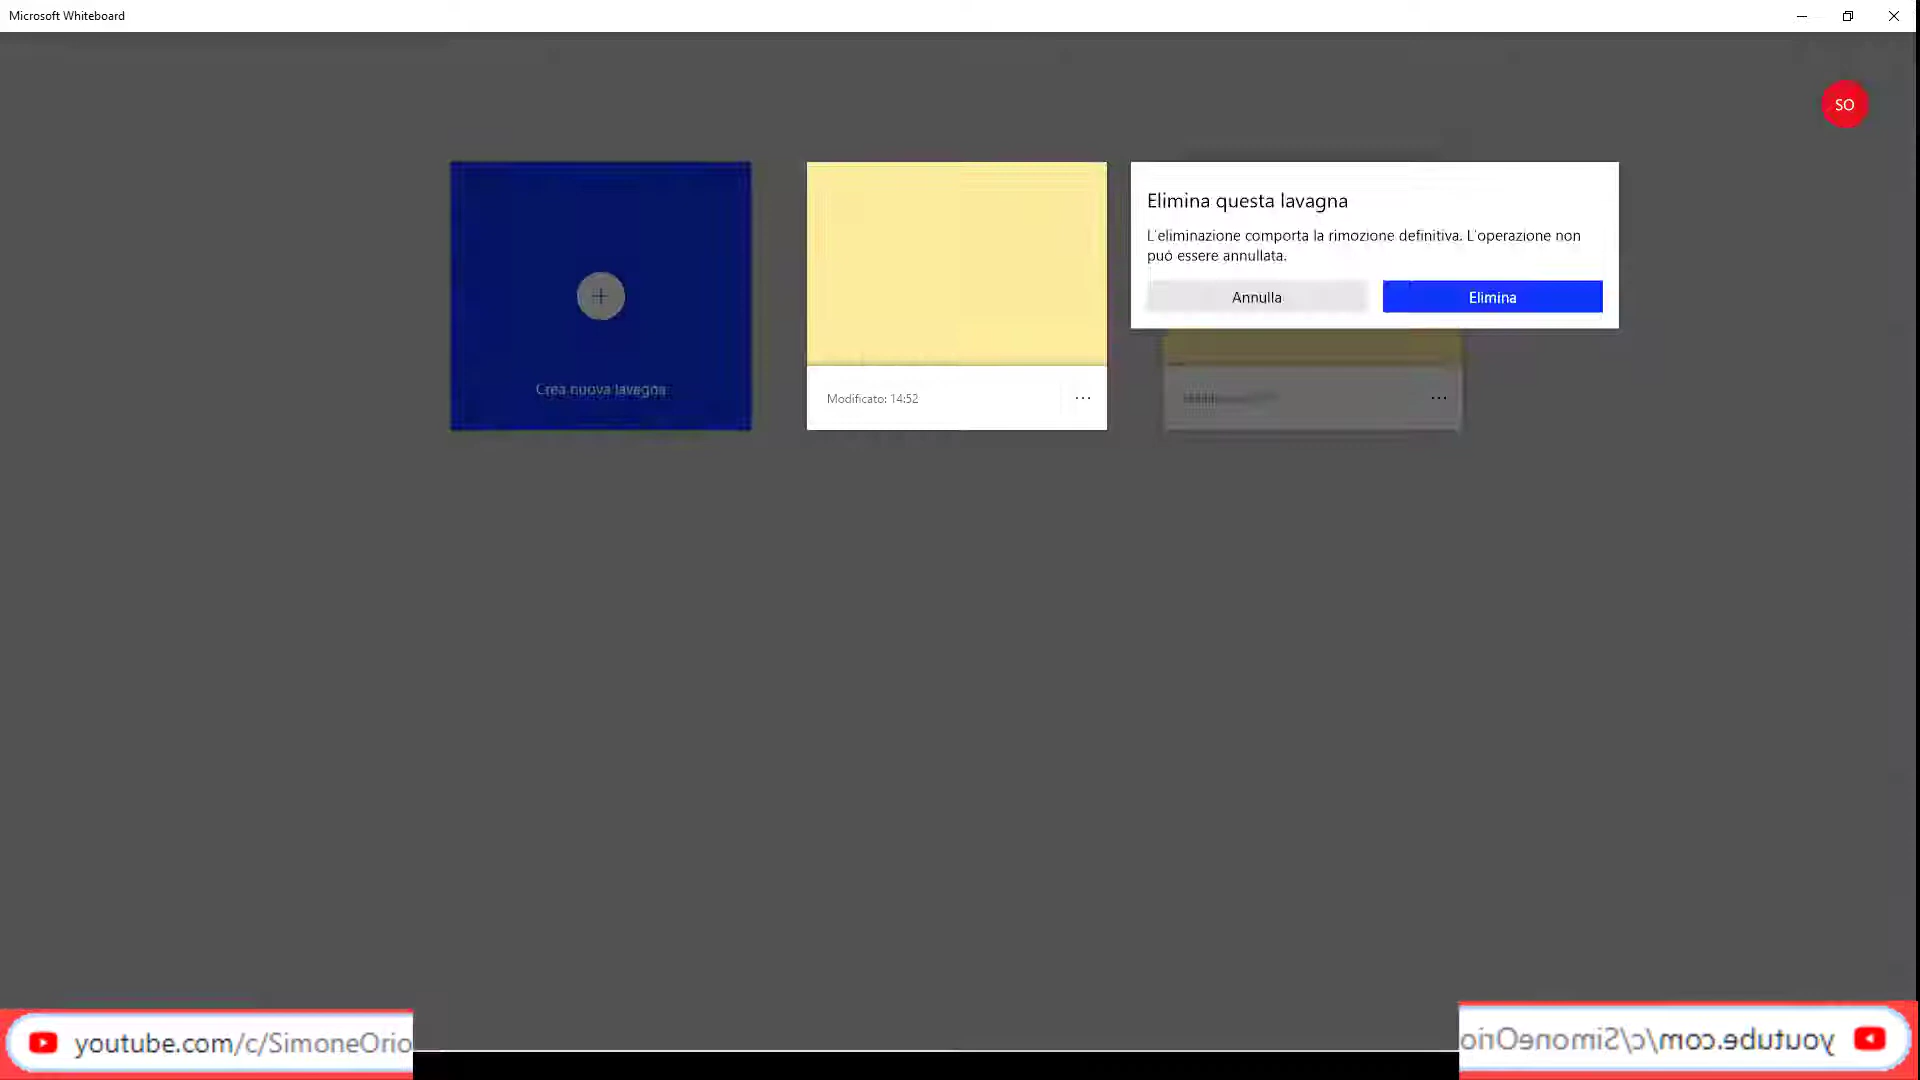 Microsoft Whiteboard
SO
Crea nuova lavagna
Modificato: 14:52
...
Elimina questa lavagna
L'eliminazione comporta la rimozione definitiva. L'operazione non
può essere annullata.
Annulla
Elimina
...
youtube.com/c/SimoneOrio
youtube.com/c/SimoneOrio